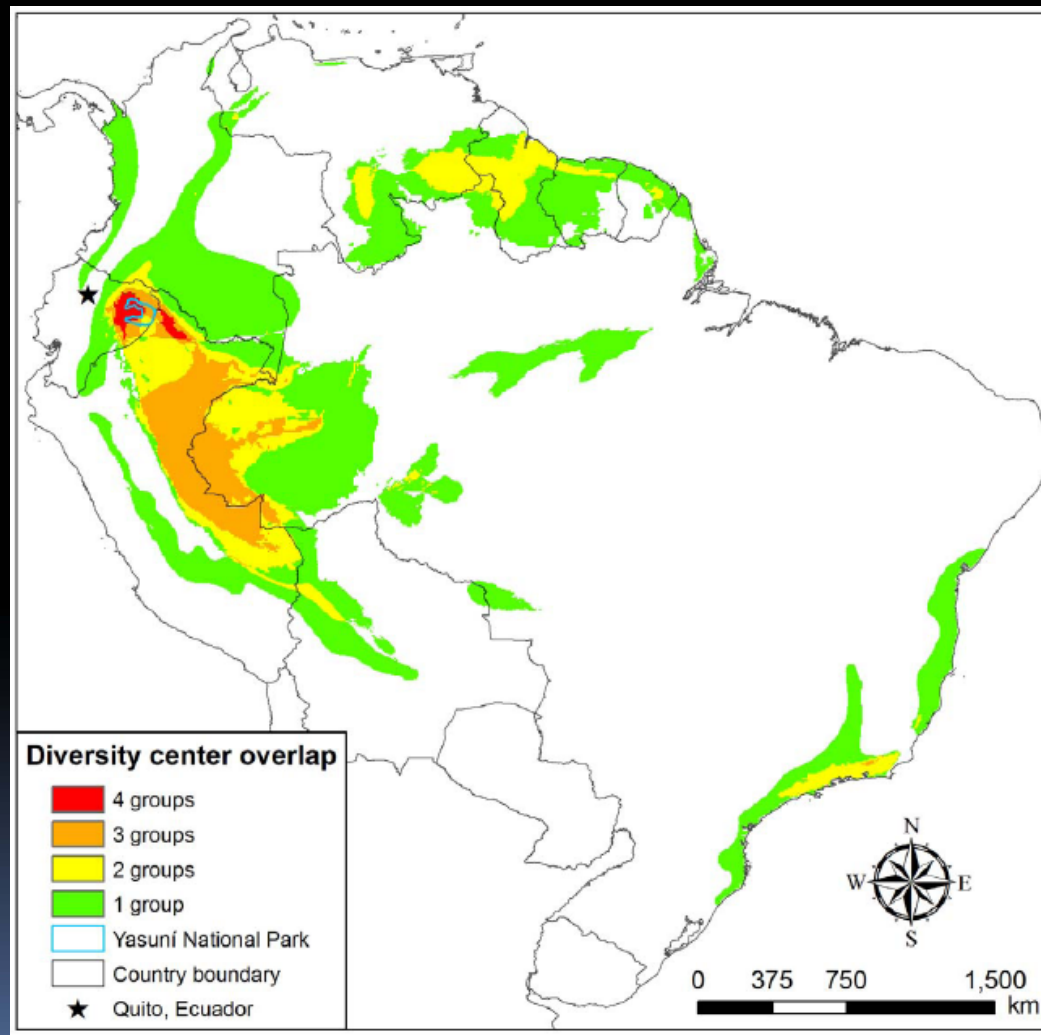 Diversity center overlap
4 groups
3 groups
2 groups
1 group
Yasuní National Park
Country boundary
Quito, Ecuador
N
W E
S
0 375 750 1,500
km